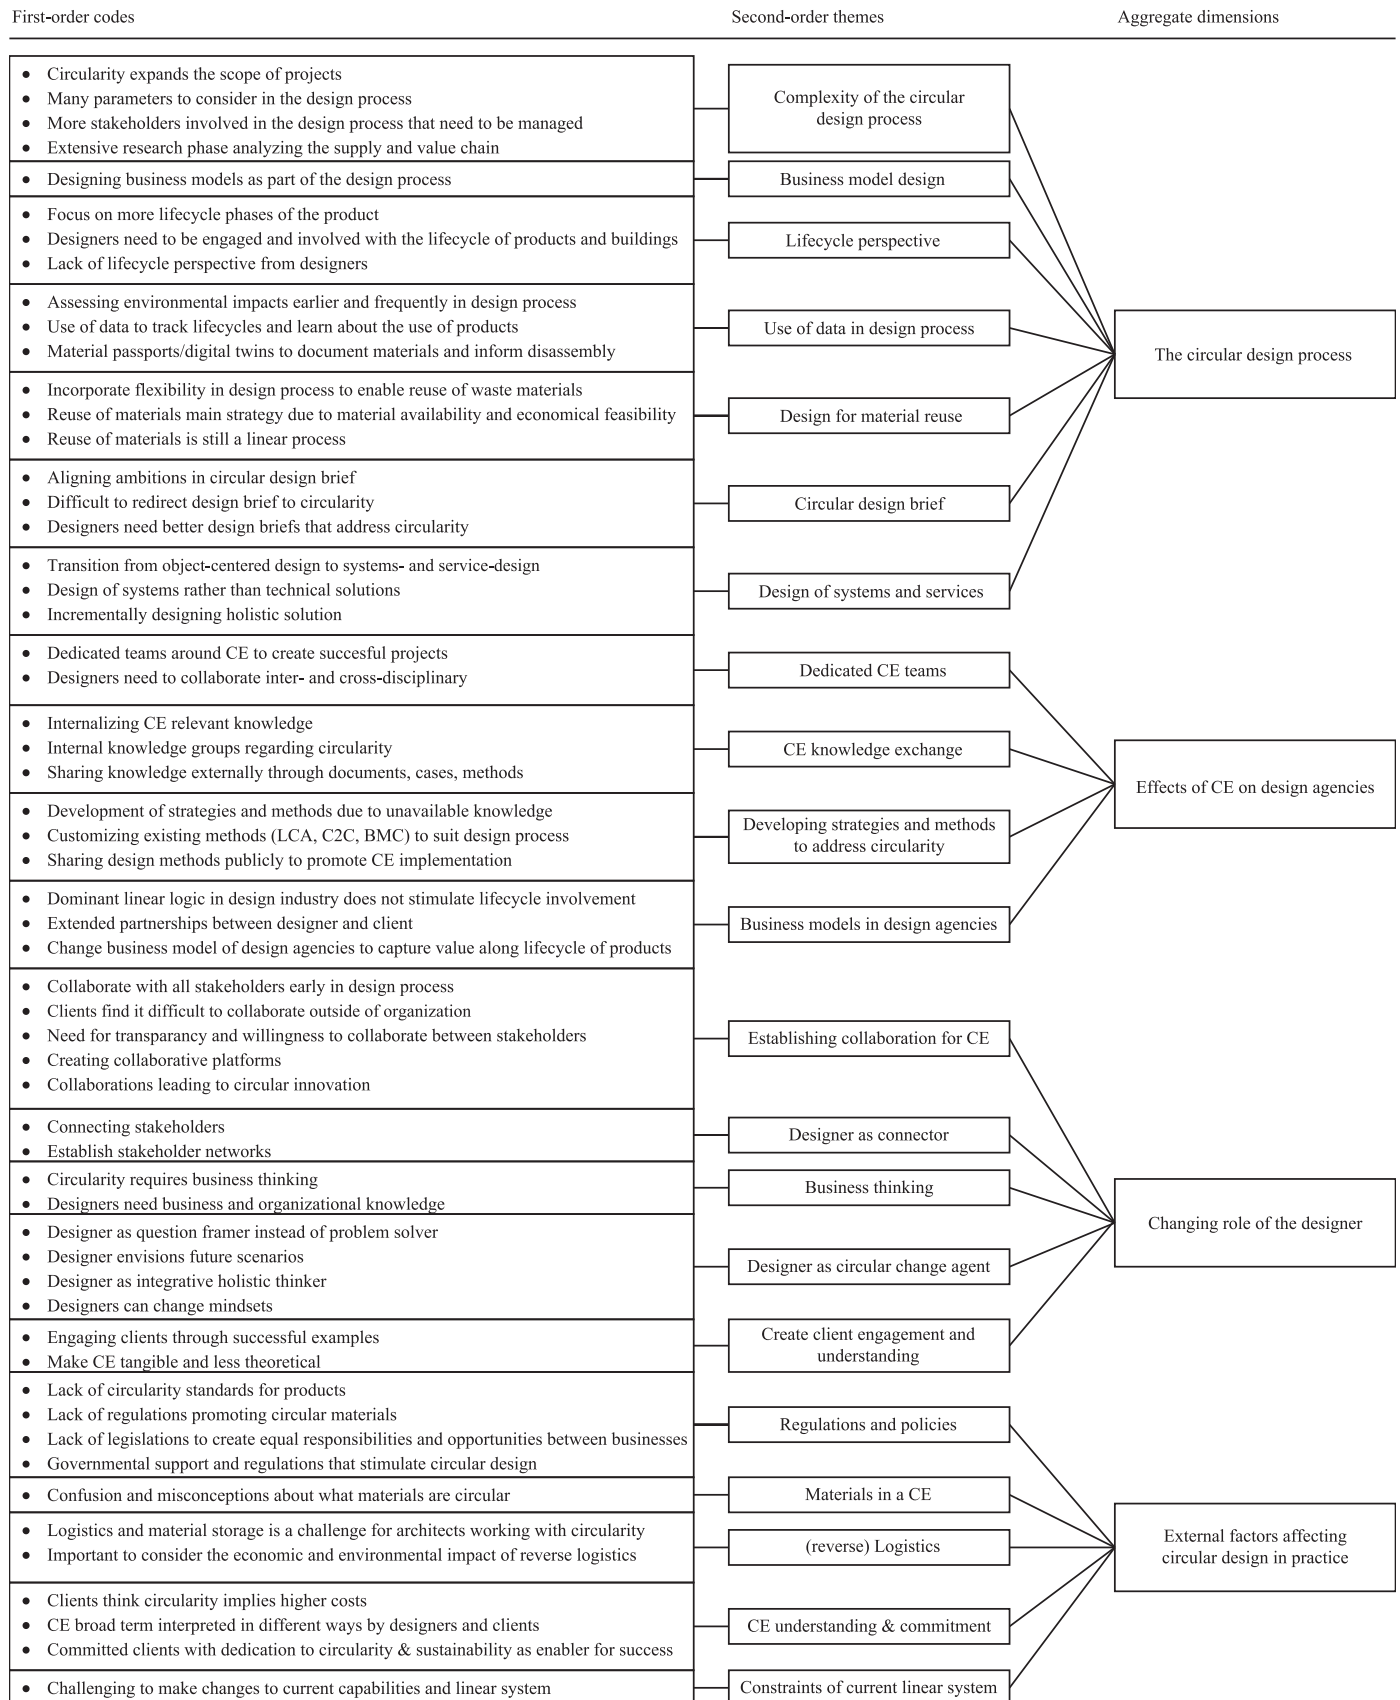 First-order codes
Second-order themes
Aggregate dimensions
• Circularity expands the scope of projects
• Many parameters to consider in the design process
• More stakeholders involved in the design process that need to be managed
• Extensive research phase analyzing the supply and value chain
Complexity of the circular
design process
• Designing business models as part of the design process
Business model design
• Focus on more lifecycle phases of the product
• Designers need to be engaged and involved with the lifecycle of products and buildings
• Lack of lifecycle perspective from designers
Lifecycle perspective
• Assessing environmental impacts earlier and frequently in design process
• Use of data to track lifecycles and learn about the use of products
• Material passports/digital twins to document materials and inform disassembly
Use of data in design process
The circular design process
• Incorporate flexibility in design process to enable reuse of waste materials
• Reuse of materials main strategy due to material availability and economical feasibility
• Reuse of materials is still a linear process
Design for material reuse
• Aligning ambitions in circular design brief
• Difficult to redirect design brief to circularity
• Designers need better design briefs that address circularity
Circular design brief
• Transition from object-centered design to systems- and service-design
• Design of systems rather than technical solutions
• Incrementally designing holistic solution
Design of systems and services
• Dedicated teams around CE to create succesful projects
• Designers need to collaborate inter- and cross-disciplinary
Dedicated CE teams
• Internalizing CE relevant knowledge
• Internal knowledge groups regarding circularity
• Sharing knowledge externally through documents, cases, methods
CE knowledge exchange
Effects of CE on design agencies
• Development of strategies and methods due to unavailable knowledge
• Customizing existing methods (LCA, C2C, BMC) to suit design process
• Sharing design methods publicly to promote CE implementation
Developing strategies and methods
to address circularity
• Dominant linear logic in design industry does not stimulate lifecycle involvement
• Extended partnerships between designer and client
• Change business model of design agencies to capture value along lifecycle of products
Business models in design agencies
• Collaborate with all stakeholders early in design process
• Clients find it difficult to collaborate outside of organization
• Need for transparancy and willingness to collaborate between stakeholders
• Creating collaborative platforms
• Collaborations leading to circular innovation
Establishing collaboration for CE
• Connecting stakeholders
• Establish stakeholder networks
Designer as connector
• Circularity requires business thinking
• Designers need business and organizational knowledge
Business thinking
Changing role of the designer
• Designer as question framer instead of problem solver
• Designer envisions future scenarios
• Designer as integrative holistic thinker
• Designers can change mindsets
Designer as circular change agent
• Engaging clients through successful examples
• Make CE tangible and less theoretical
Create client engagement and
understanding
• Lack of circularity standards for products
• Lack of regulations promoting circular materials
• Lack of legislations to create equal responsibilities and opportunities between businesses
• Governmental support and regulations that stimulate circular design
Regulations and policies
• Confusion and misconceptions about what materials are circular
Materials in a CE
• Logistics and material storage is a challenge for architects working with circularity
• Important to consider the economic and environmental impact of reverse logistics
(reverse) Logistics
External factors affecting
circular design in practice
• Clients think circularity implies higher costs
• CE broad term interpreted in different ways by designers and clients
• Committed clients with dedication to circularity & sustainability as enabler for success
CE understanding & commitment
• Challenging to make changes to current capabilities and linear system
Constraints of current linear system